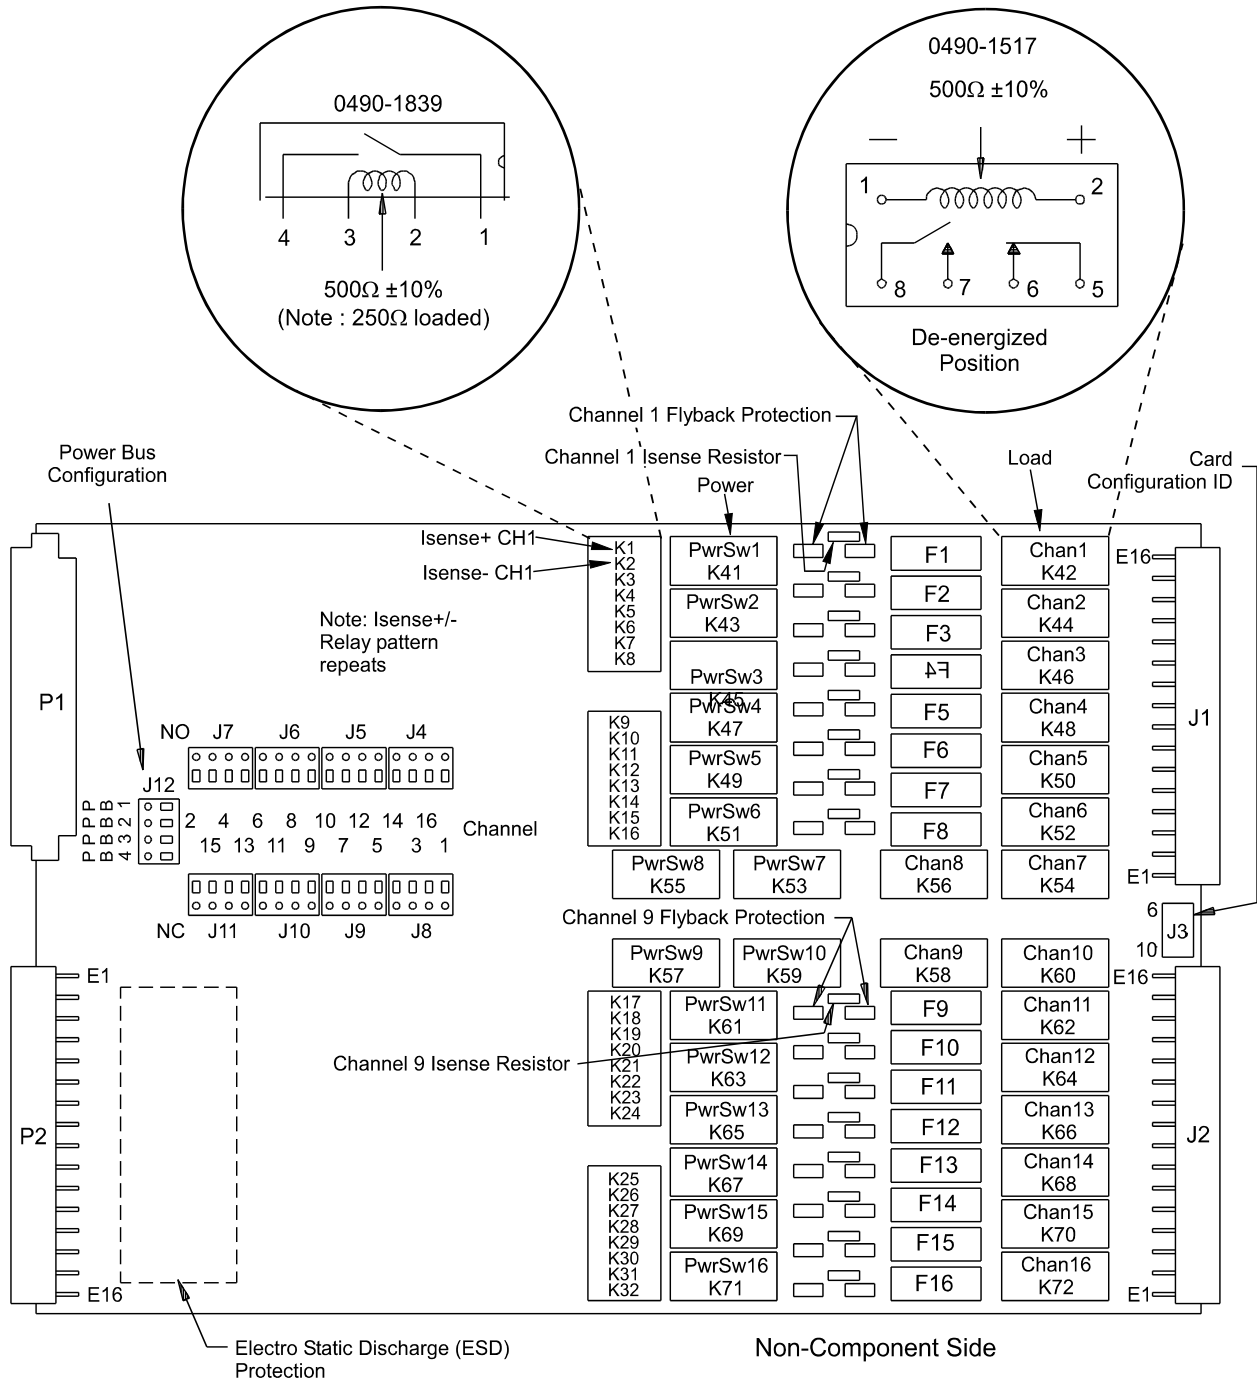 0490-1839
4 3 2 1
500Ω ±10%
(Note : 250Ω loaded)
0490-1517
500Ω ±10%
— +
1 2
8 7 6 5
De-energized
Position
Power Bus
Configuration
Channel 1 Flyback Protection
Channel 1 Isense Resistor
Power
Load
Card
Configuration ID
Isense+ CH1
Isense- CH1
Note: Isense+/-
Relay pattern
repeats
P1
NO J7 J6 J5 J4
J12
P P B B 1
P P B B 2
P P B B 3
P P B B 4
2 4 6 8 10 12 14 16
15 13 11 9 7 5 3 1
Channel
NC J11 J10 J9 J8
K1
K2
K3
K4
K5
K6
K7
K8
K9
K10
K11
K12
K13
K14
K15
K16
PwrSw1
K41
PwrSw2
K43
PwrSw3
K45
PwrSw4
K47
PwrSw5
K49
PwrSw6
K51
PwrSw8
K55
PwrSw7
K53
F1
F2
F3
F4
F5
F6
F7
F8
Chan1
K42
Chan2
K44
Chan3
K46
Chan4
K48
Chan5
K50
Chan6
K52
Chan8
K56
Chan7
K54
E16
J1
E1
6
J3
10
Channel 9 Flyback Protection
PwrSw9
K57
PwrSw10
K59
Chan9
K58
Chan10
K60
E16
P2
E1
E16
K17
K18
K19
K20
K21
K22
K23
K24
Channel 9 Isense Resistor
K25
K26
K27
K28
K29
K30
K31
K32
PwrSw11
K61
PwrSw12
K63
PwrSw13
K65
PwrSw14
K67
PwrSw15
K69
PwrSw16
K71
F9
F10
F11
F12
F13
F14
F15
F16
Chan11
K62
Chan12
K64
Chan13
K66
Chan14
K68
Chan15
K70
Chan16
K72
J2
E1
Electro Static Discharge (ESD)
Protection
Non-Component Side